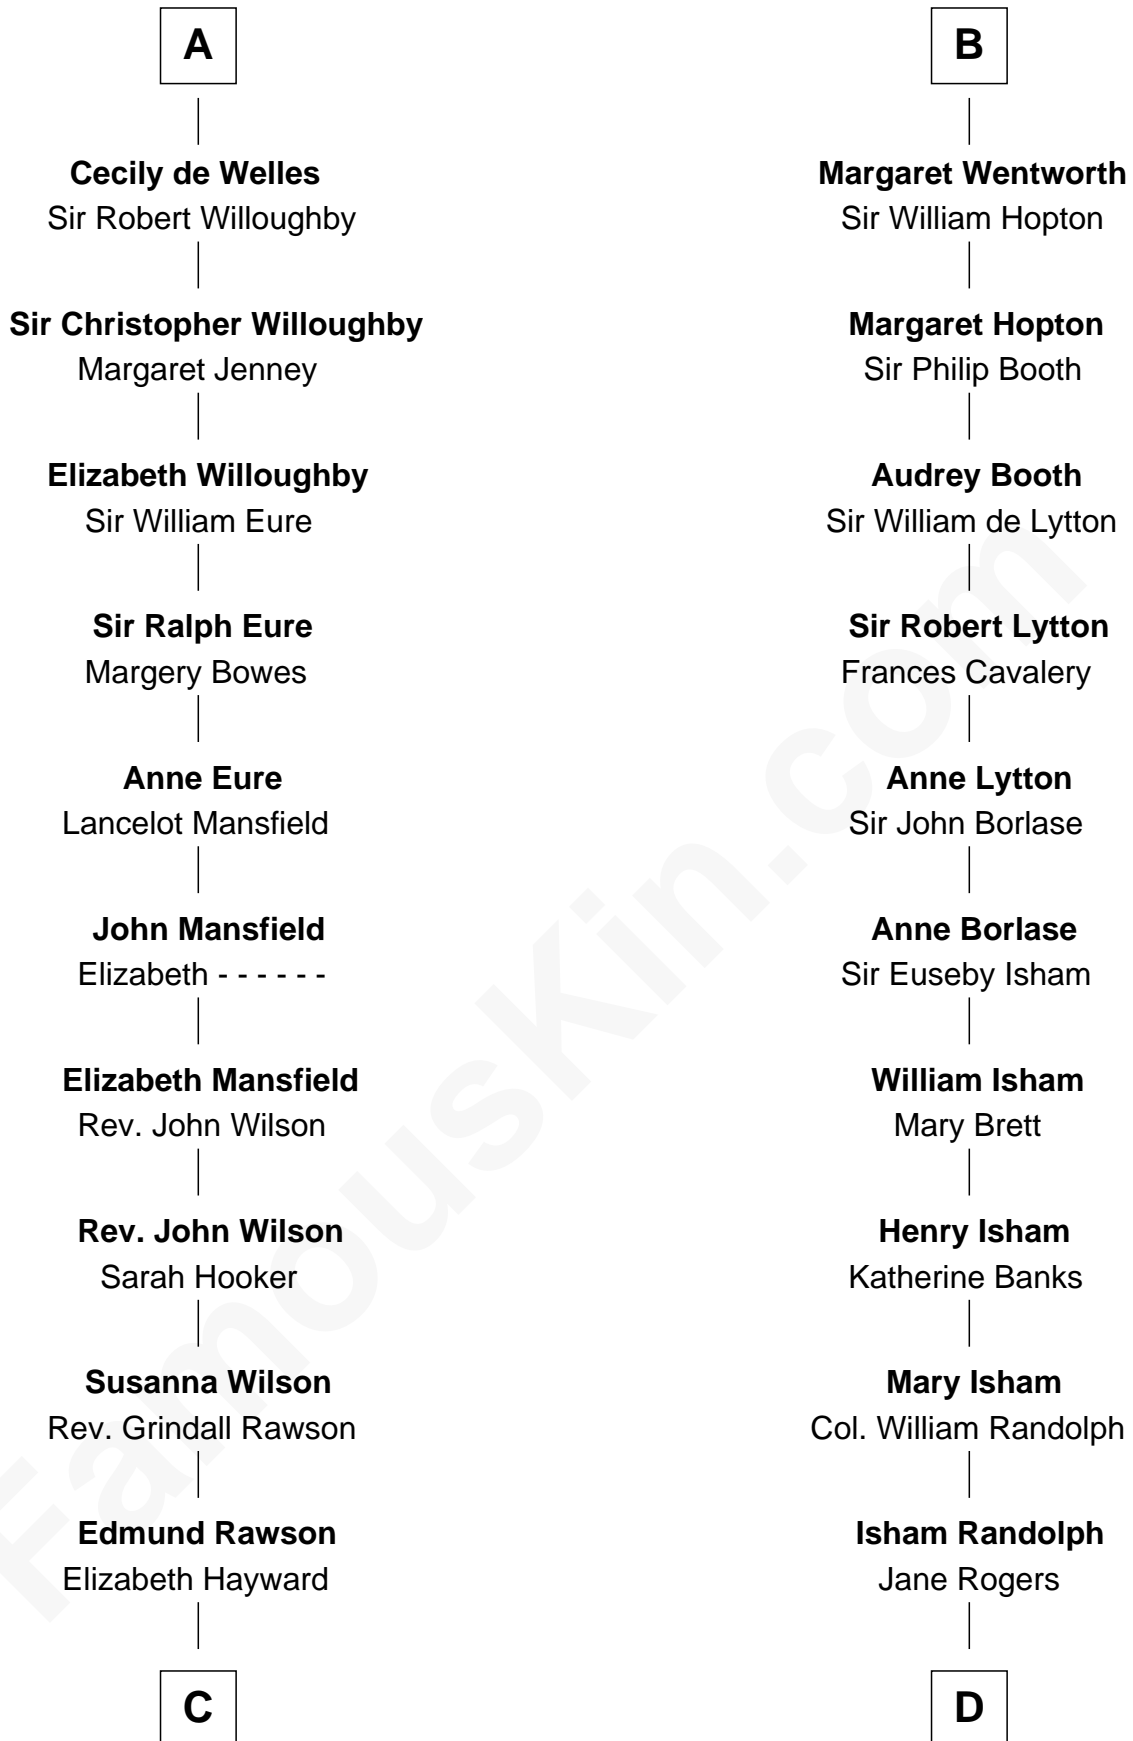 A
Cecily de Welles
Sir Robert Willoughby
Sir Christopher Willoughby
Margaret Jenney
Elizabeth Willoughby
Sir William Eure
Sir Ralph Eure
Margery Bowes
Anne Eure
Lancelot Mansfield
John Mansfield
Elizabeth - - - - - -
Elizabeth Mansfield
Rev. John Wilson
Rev. John Wilson
Sarah Hooker
Susanna Wilson
Rev. Grindall Rawson
Edmund Rawson
Elizabeth Hayward
C
B
Margaret Wentworth
Sir William Hopton
Margaret Hopton
Sir Philip Booth
Audrey Booth
Sir William de Lytton
Sir Robert Lytton
Frances Cavalery
Anne Lytton
Sir John Borlase
Anne Borlase
Sir Euseby Isham
William Isham
Mary Brett
Henry Isham
Katherine Banks
Mary Isham
Col. William Randolph
Isham Randolph
Jane Rogers
D
FamousKin.com